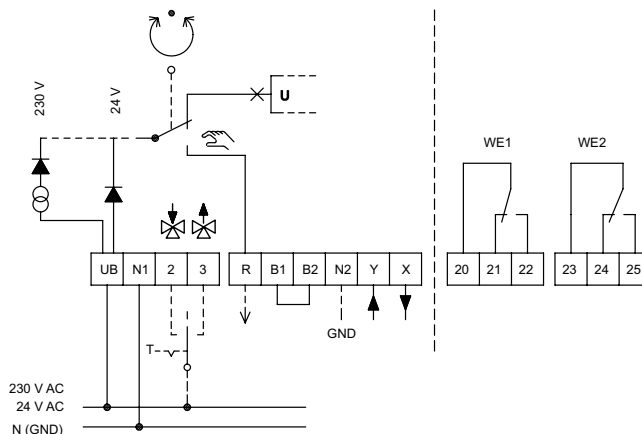 230 V
24 V
U
WE1
WE2
UB N1 2 3
R B1 B2 N2 Y X
20 21 22
23 24 25
GND
T
230 V AC
24 V AC
N (GND)